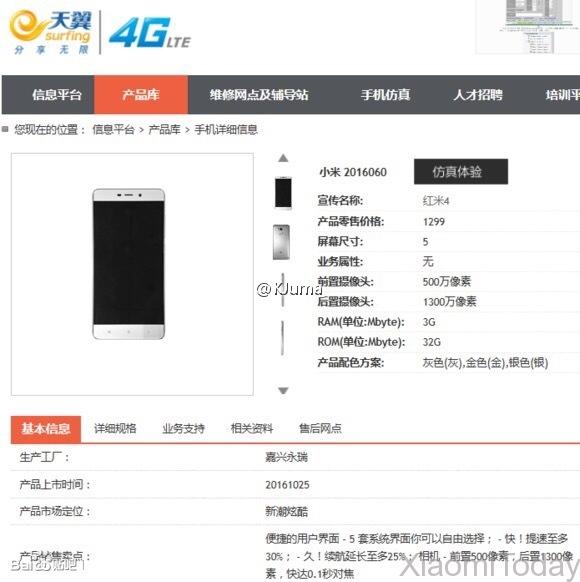 天翼
surfing
分享无限
4G LTE
信息平台 产品库 维修网点及辅导站 手机仿真 人才招聘 培训平
您现在的位置： 信息平台 > 产品库 > 手机详细信息
小米 2016060 仿真体验
宣传名称: 红米4
产品零售价格: 1299
屏幕尺寸: 5
业务属性: 无
前置摄像头: 500万像素
@KJuma
后置摄像头: 1300万像素
RAM(单位:Mbyte): 3G
ROM(单位:Mbyte): 32G
产品配色方案: 灰色(灰),金色(金),银色(银)
基本信息 详细规格 业务支持 相关资料 售后网点
生产工厂： 嘉兴永瑞
产品上市时间： 20161025
产品市场定位： 新潮炫酷
便捷的用户界面 - 5 套系统界面你可以自由选择； - 快！提速至多
产品销售卖点： 30%； - 久！续航延长至多25%；相机 - 前置500像素；后置1300像
素，快达0.1秒对焦
Baidu贴吧
XiaomiToday